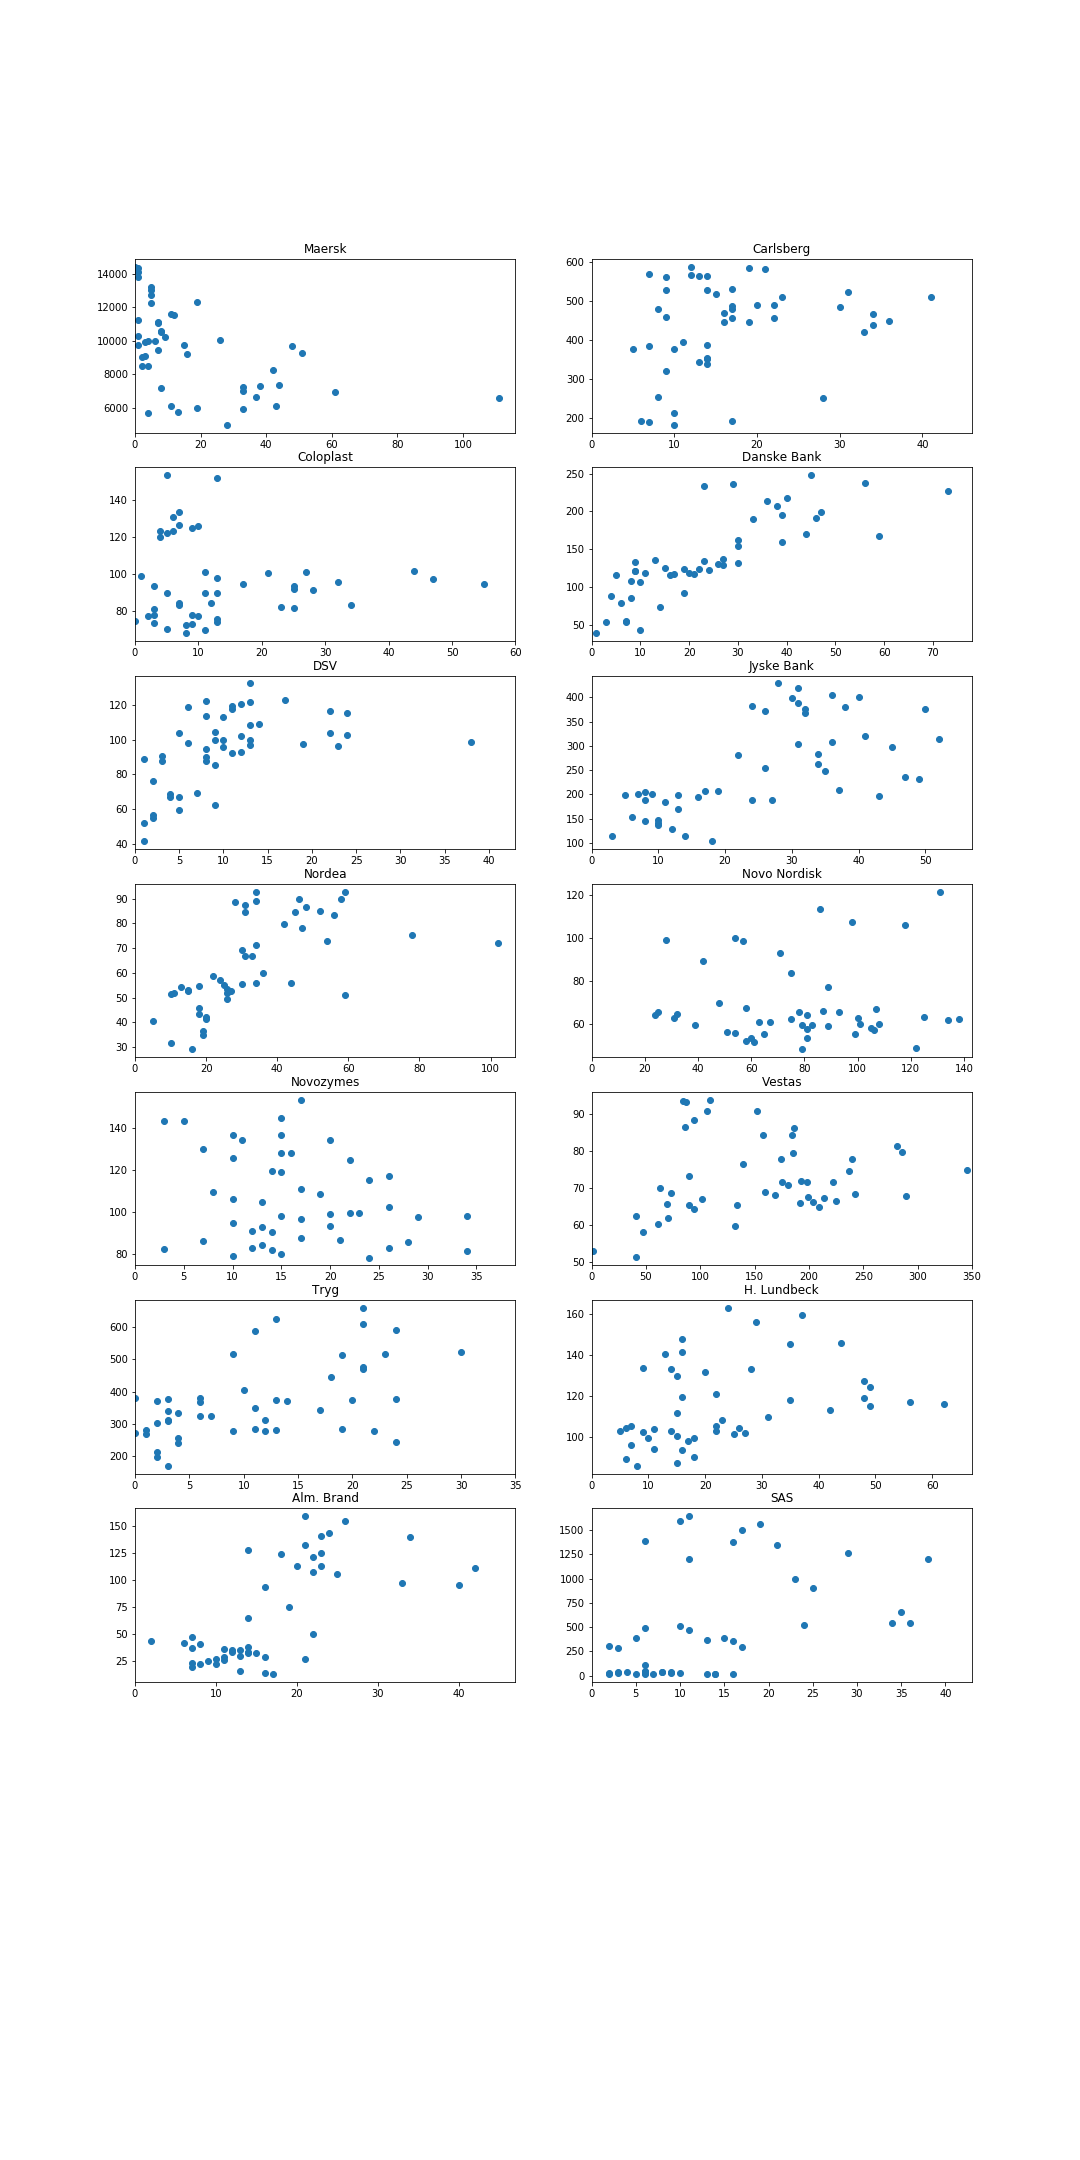 Maersk
Carlsberg
14000
12000
10000
8000
6000
0 20 40 60 80 100
600
500
400
300
200
0 10 20 30 40
Coloplast
Danske Bank
140
120
100
80
0 10 20 30 40 50 60
250
200
150
100
50
0 10 20 30 40 50 60 70
DSV
Jyske Bank
120
100
80
60
40
0 5 10 15 20 25 30 35 40
400
350
300
250
200
150
100
0 10 20 30 40 50
Nordea
Novo Nordisk
90
80
70
60
50
40
30
0 20 40 60 80 100
120
100
80
60
0 20 40 60 80 100 120 140
Novozymes
Vestas
140
120
100
80
0 5 10 15 20 25 30 35
90
80
70
60
50
0 50 100 150 200 250 300 350
Tryg
H. Lundbeck
600
500
400
300
200
0 5 10 15 20 25 30 35
160
140
120
100
0 10 20 30 40 50 60
Alm. Brand
SAS
150
125
100
75
50
25
0 10 20 30 40
1500
1250
1000
750
500
250
0
0 5 10 15 20 25 30 35 40